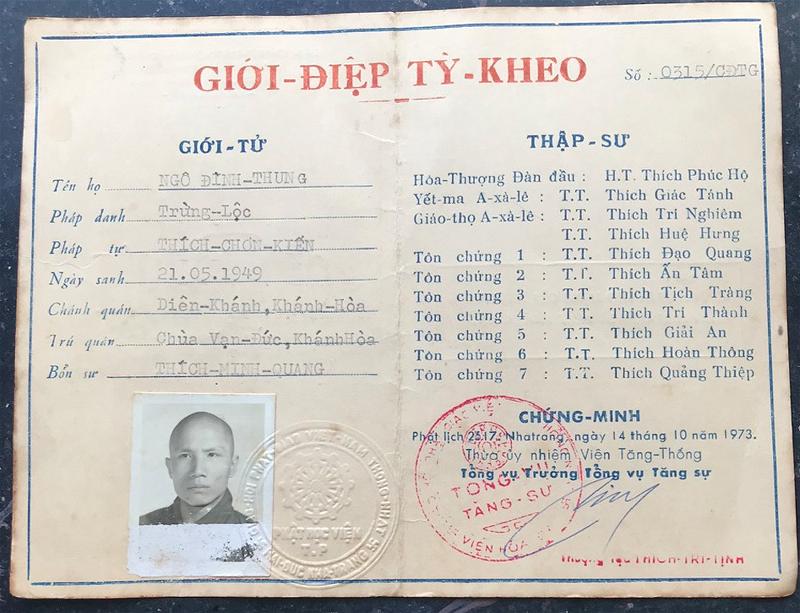 GIỚI-ĐIỆP TỲ-KHEO
Số : 0315/CĐTG
GIỚI-TỬ
Tên họ NGÔ ĐÌNH-THUNG
Pháp danh Trừng-Lộc
Pháp tự THÍCH-CHƠN-KIẾN
Ngày sanh 21.05.1949
Chánh quán Diên-Khánh,Khánh-Hòa
Trú quán Chùa Vạn-Đức,KhánhHòa
Bổn sư THÍCH-MINH-QUANG
THẬP-SƯ
Hòa-Thượng Đàn đầu : H.T. Thích Phúc Hộ
Yết-ma A-xà-lê : T.T. Thích Giác Tánh
Giáo-thọ A-xà-lê : T.T. Thích Trí Nghiêm
T.T. Thích Huệ Hưng
Tôn chứng 1 : T.T. Thích Đạo Quang
Tôn chứng 2 : T.T. Thích Ấn Tâm
Tôn chứng 3 : T.T. Thích Tịch Tràng
Tôn chứng 4 : T.T. Thích Trí Thành
Tôn chứng 5 : T.T. Thích Giải An
Tôn chứng 6 : T.T. Thích Hoàn Thông
Tôn chứng 7 : T.T. Thích Quảng Thiệp
CHỨNG-MINH
Phát lịch 2517. Nhatrang, ngày 14 tháng 10 năm 1973.
Thừa ủy nhiệm Viện Tăng-Thống
Tổng vụ Trưởng Tổng vụ Tăng sự
TỔNG-VỤ
TĂNG-SỰ
PHẬT HỌC VIỆN
THÍCH-TRÍ-TỊNH